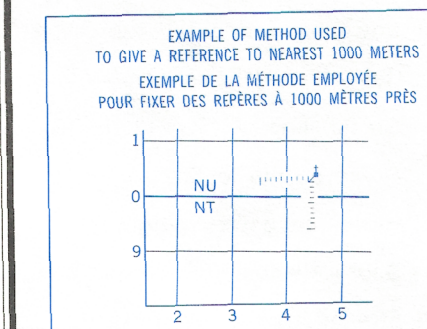 EXAMPLE OF METHOD USED
TO GIVE A REFERENCE TO NEAREST 1000 METERS
EXEMPLE DE LA MÉTHODE EMPLOYÉE
POUR FIXER DES REPÈRES À 1000 MÈTRES PRÈS
1
NU
0
NT
9
2 3 4 5